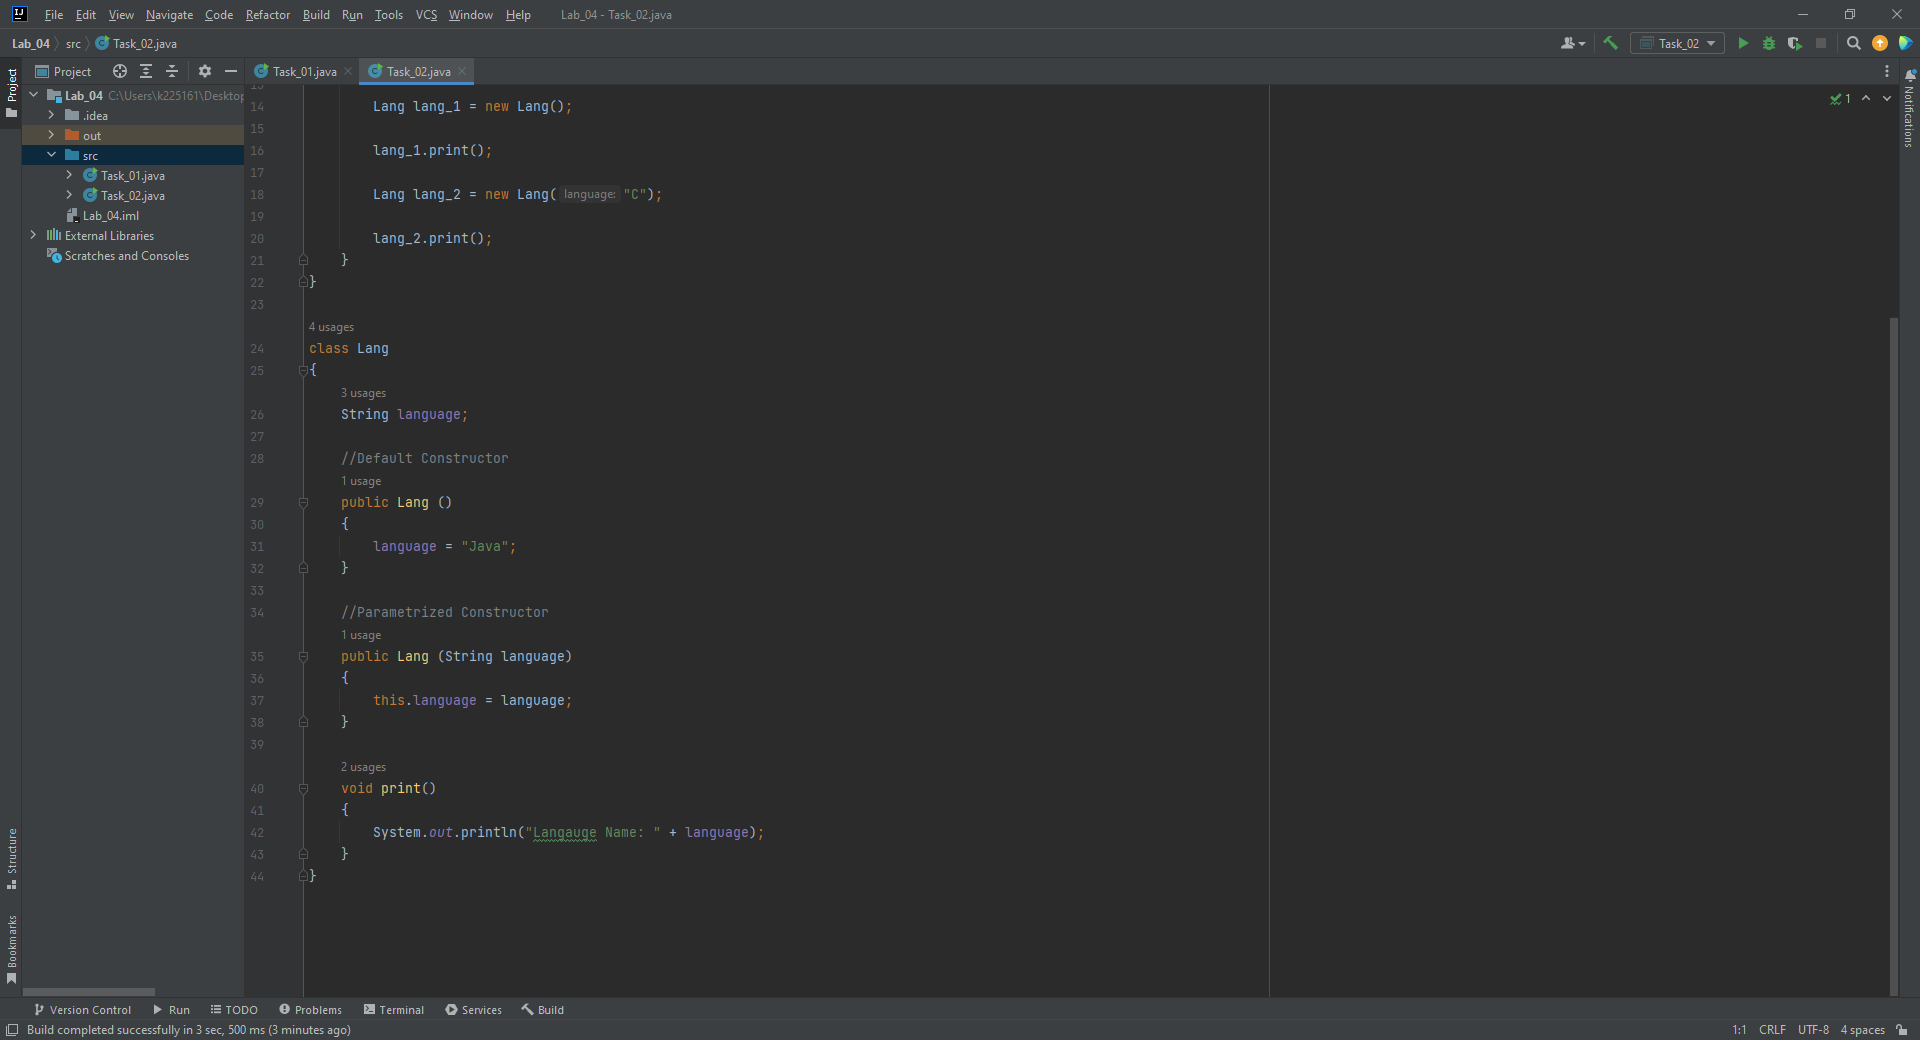 File Edit View Navigate Code Refactor Build Run Tools VCS Window Help Lab_04 - Task_02.java
Lab_04 src Task_02.java Task_02
Project
Project
Task_01.java Task_02.java
Notifications
Lab_04 C:\Users\k225161\Desktop
.idea
out
src
Task_01.java
Task_02.java
Lab_04.iml
External Libraries
Scratches and Consoles
1
14 Lang lang_1 = new Lang();
15
16 lang_1.print();
17
18 Lang lang_2 = new Lang( language: "C");
19
20 lang_2.print();
21 }
22 }
23
4 usages
24 class Lang
25 {
3 usages
26 String language;
27
28 //Default Constructor
1 usage
29 public Lang ()
30 {
31 language = "Java";
32 }
33
34 //Parametrized Constructor
1 usage
35 public Lang (String language)
36 {
37 this.language = language;
38 }
39
2 usages
40 void print()
41 {
42 System.out.println("Langauge Name: " + language);
43 }
44 }
Structure
Bookmarks
Version Control Run TODO Problems Terminal Services Build
Build completed successfully in 3 sec, 500 ms (3 minutes ago) 1:1 CRLF UTF-8 4 spaces